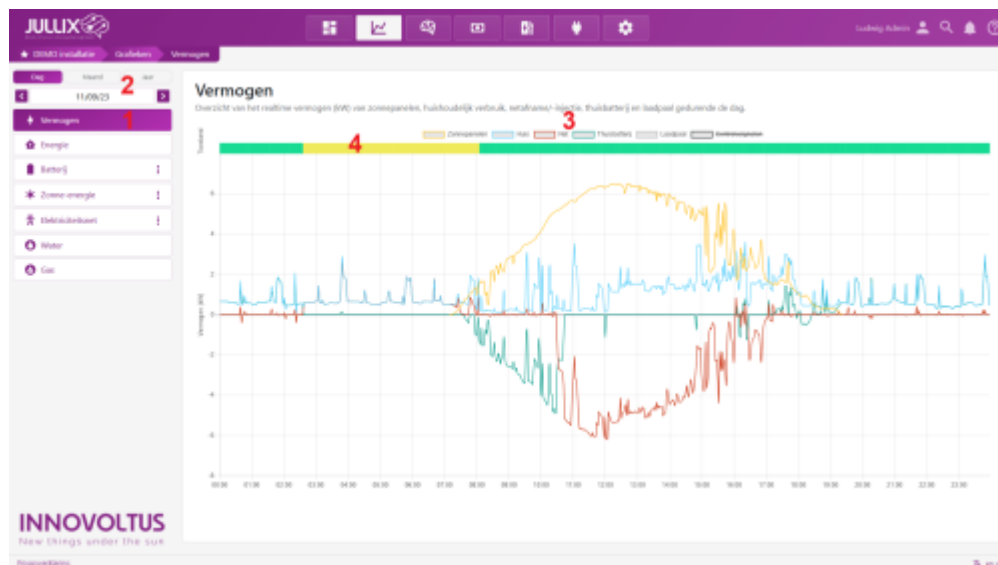 JULLIX
Ludwig Admin
DEMO installatie Grafieken Vermogen
Dag Maand Jaar
2
11/09/23
Vermogen
1
Energie
Batterij
Zonne-energie
Elektriciteitsnet
Water
Gas
INNOVOLTUS
New things under the sun
Vermogen
Overzicht van het realtime vermogen (kW) van zonnepanelen, huishoudelijk verbruik, netafname/-injectie, thuisbatterij en laadpaal gedurende de dag.
3
Zonnepanelen Huis Net Thuisbatterij Laadpaal
Toestand
4
6
4
2
0
-2
-4
-6
-8
Vermogen (kW)
00:00 01:00 02:00 03:00 04:00 05:00 06:00 07:00 08:00 09:00 10:00 11:00 12:00 13:00 14:00 15:00 16:00 17:00 18:00 19:00 20:00 21:00 22:00 23:00